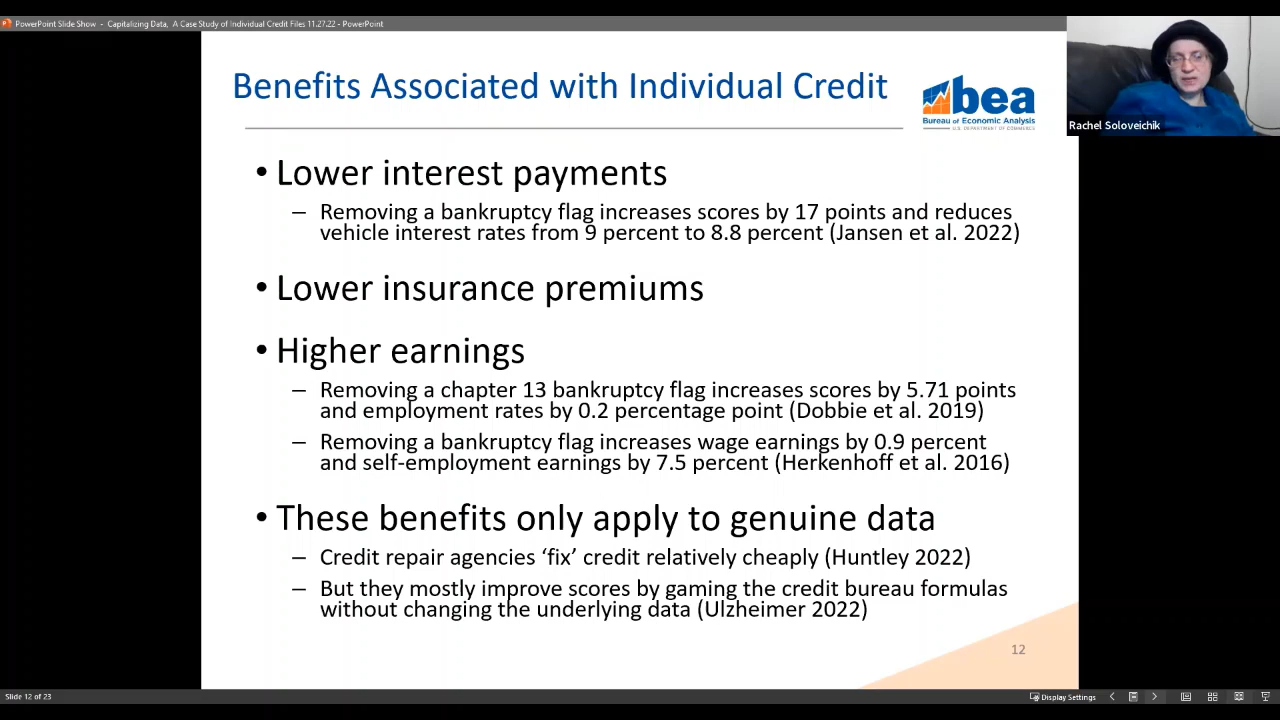 PowerPoint Slide Show - Capitalizing Data, A Case Study of Individual Credit Files 11.27.22 - PowerPoint
Benefits Associated with Individual Credit
bea
Bureau of Economic Analysis
U.S. DEPARTMENT OF COMMERCE
Rachel Soloveichik
• Lower interest payments
– Removing a bankruptcy flag increases scores by 17 points and reduces
vehicle interest rates from 9 percent to 8.8 percent (Jansen et al. 2022)
• Lower insurance premiums
• Higher earnings
– Removing a chapter 13 bankruptcy flag increases scores by 5.71 points
and employment rates by 0.2 percentage point (Dobbie et al. 2019)
– Removing a bankruptcy flag increases wage earnings by 0.9 percent
and self-employment earnings by 7.5 percent (Herkenhoff et al. 2016)
• These benefits only apply to genuine data
– Credit repair agencies ‘fix’ credit relatively cheaply (Huntley 2022)
– But they mostly improve scores by gaming the credit bureau formulas
without changing the underlying data (Ulzheimer 2022)
12
Slide 12 of 23
Display Settings